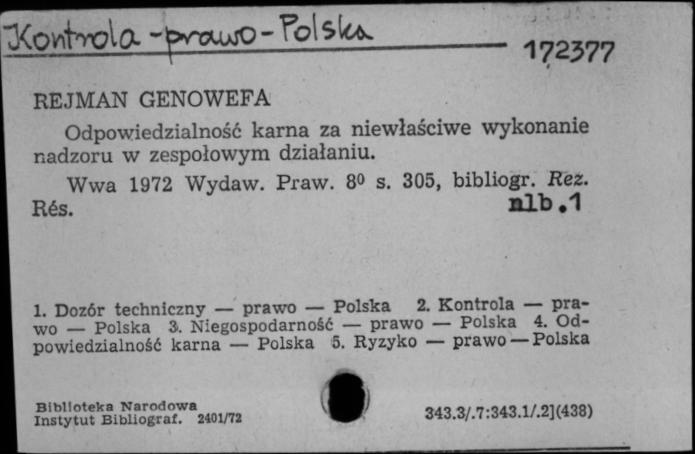 Kontrola - prawo - Polska
172377
REJMAN GENOWEFA
Odpowiedzialność karna za niewłaściwe wykonanie
nadzoru w zespołowym działaniu.
Wwa 1972 Wydaw. Praw. 8⁰ s. 305, bibliogr. Rez.
Rés.
nlb.1
1. Dozór techniczny — prawo — Polska 2. Kontrola — pra-
wo — Polska 3. Niegospodarność — prawo — Polska 4. Od-
powiedzialność karna — Polska 5. Ryzyko — prawo — Polska
Biblioteka Narodowa
Instytut Bibliograf. 2401/72
343.3/.7:343.1/.2](438)